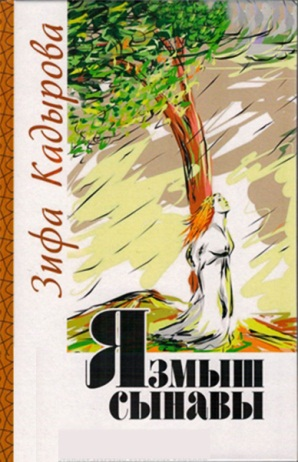 Зифа Кадырова
Язмыш
сынавы